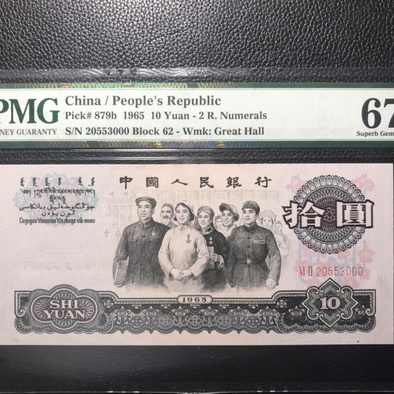 PMG
China / People's Republic
Pick# 879b 1965 10 Yuan - 2 R. Numerals
S/N 20553000 Block 62 - Wmk: Great Hall
67
Superb Gem
中國人民銀行
拾圓
VI II 20553000
1965
SHI
YUAN
10